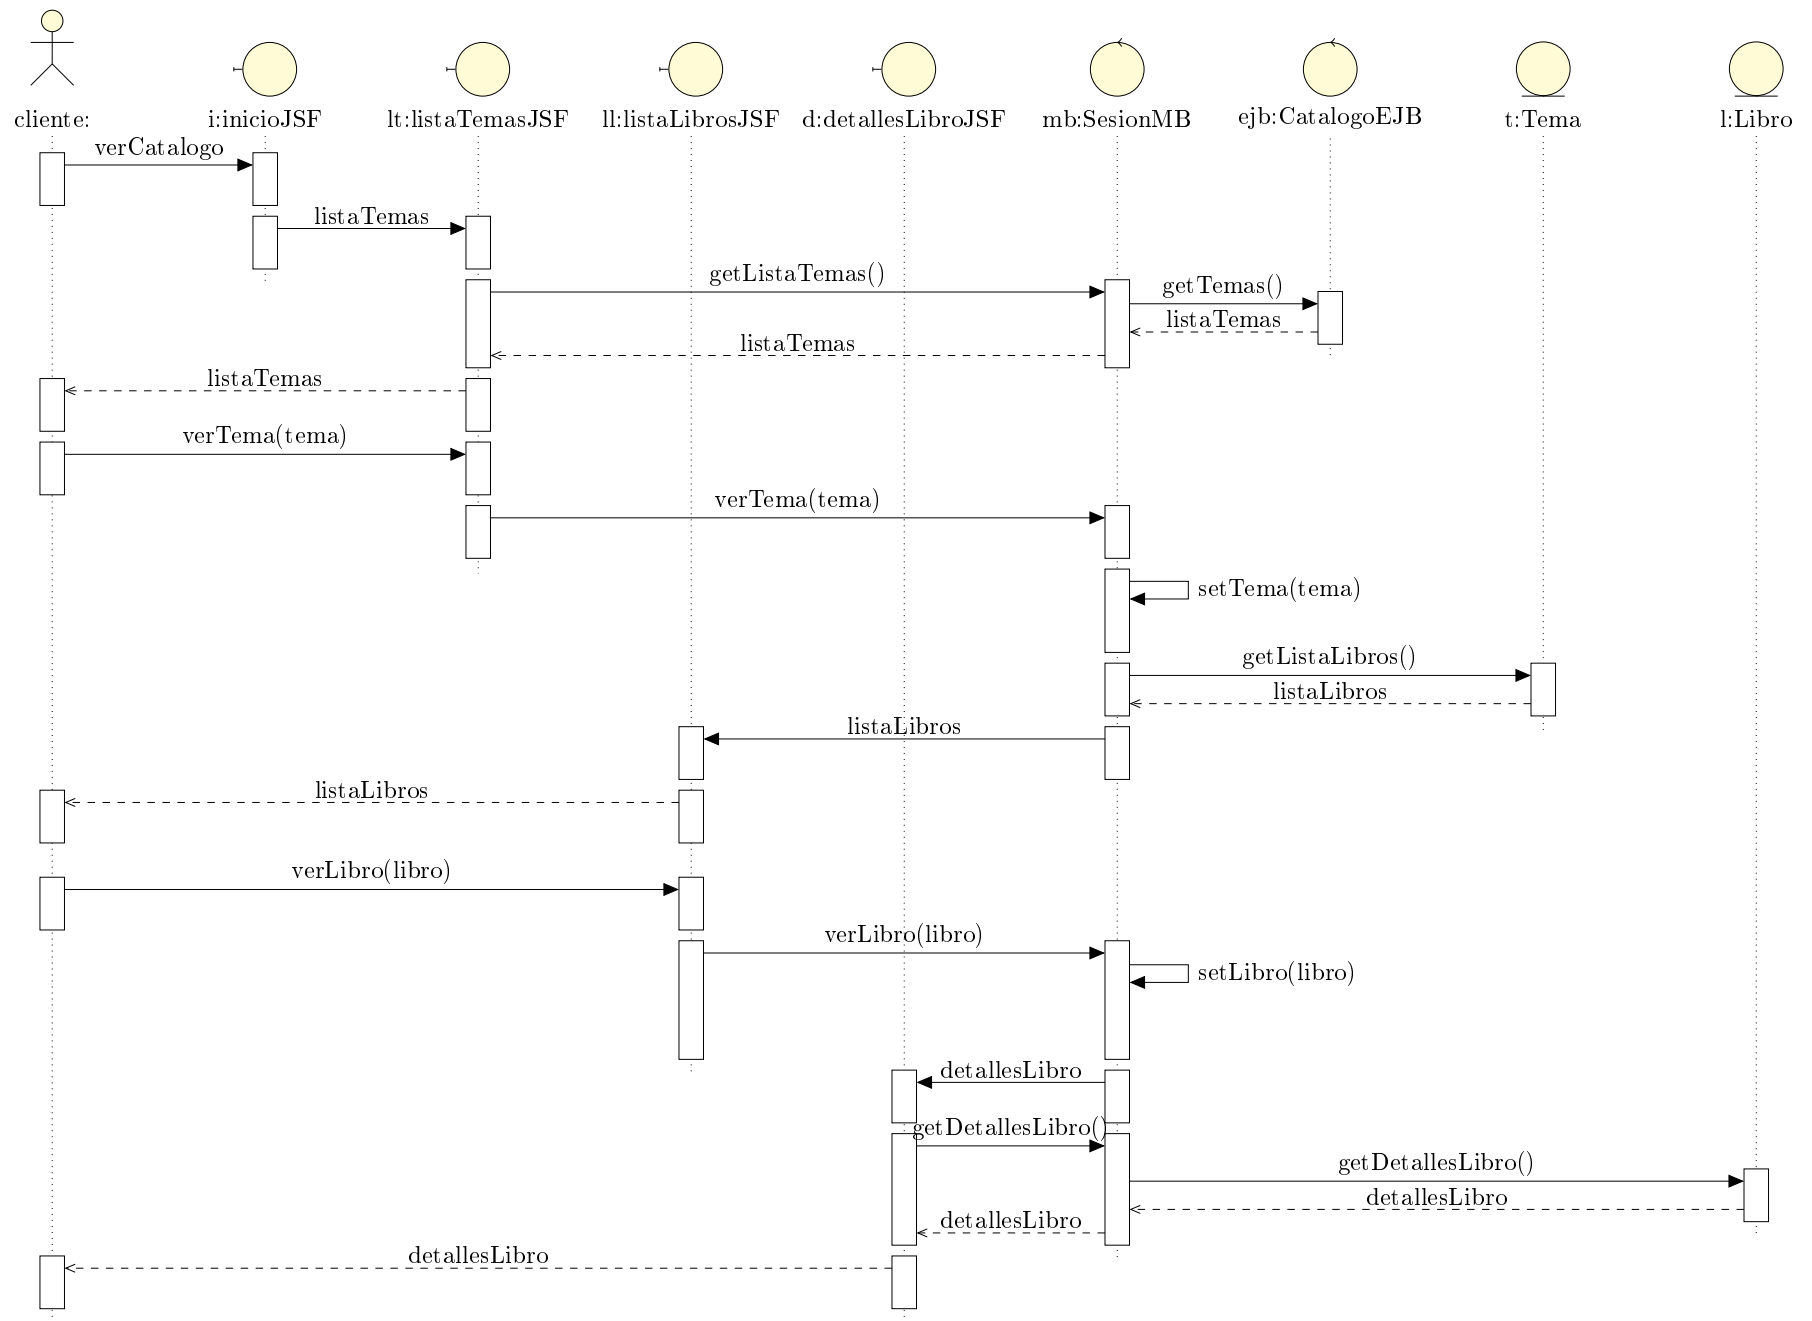 cliente:
i:inicioJSF
lt:listaTemasJSF
ll:listaLibrosJSF
d:detallesLibroJSF
mb:SesionMB
ejb:CatalogoEJB
t:Tema
l:Libro
verCatalogo
listaTemas
getListaTemas()
getTemas()
listaTemas
listaTemas
listaTemas
verTema(tema)
verTema(tema)
setTema(tema)
getListaLibros()
listaLibros
listaLibros
listaLibros
verLibro(libro)
verLibro(libro)
setLibro(libro)
detallesLibro
getDetallesLibro()
getDetallesLibro()
detallesLibro
detallesLibro
detallesLibro